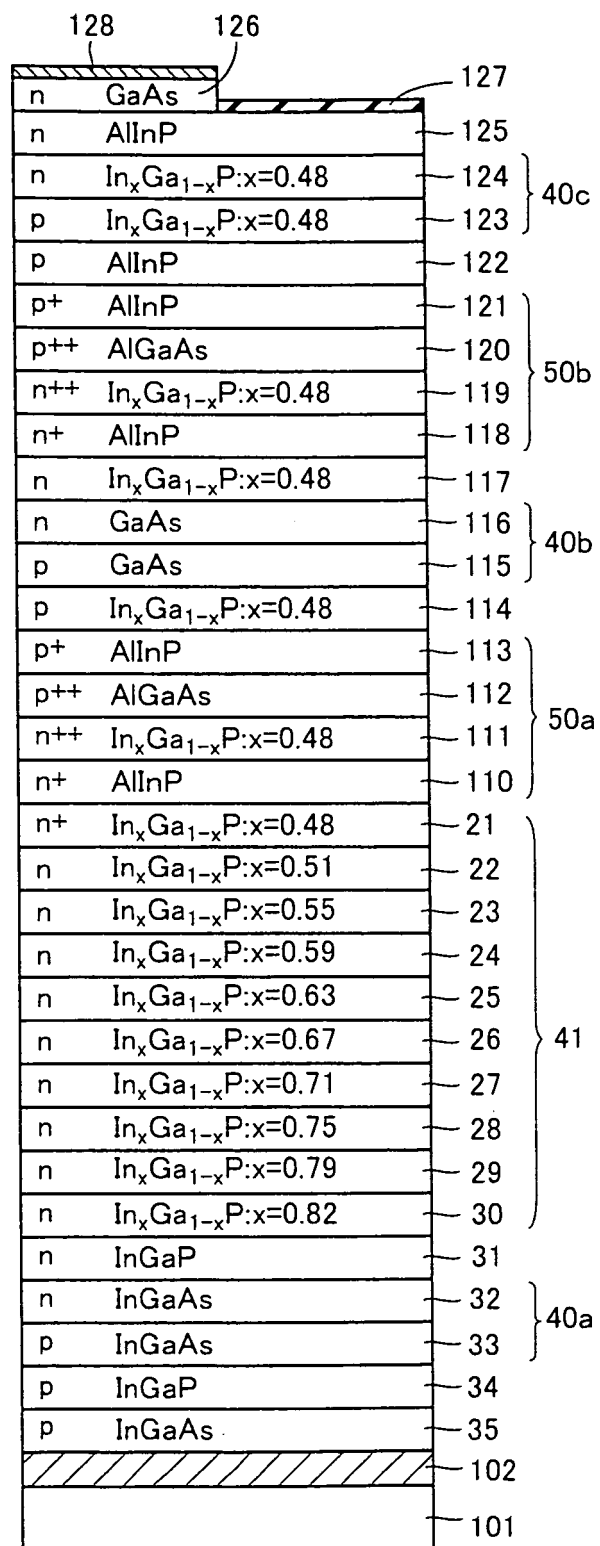 128 126
n GaAs 127
n AlInP 125
n InₓGa₁₋ₓP:x=0.48 124
40c
p InₓGa₁₋ₓP:x=0.48 123
p AlInP 122
p+ AlInP 121
p++ AlGaAs 120
50b
n++ InₓGa₁₋ₓP:x=0.48 119
n+ AlInP 118
n InₓGa₁₋ₓP:x=0.48 117
n GaAs 116
40b
p GaAs 115
p InₓGa₁₋ₓP:x=0.48 114
p+ AlInP 113
p++ AlGaAs 112
50a
n++ InₓGa₁₋ₓP:x=0.48 111
n+ AlInP 110
n+ InₓGa₁₋ₓP:x=0.48 21
n InₓGa₁₋ₓP:x=0.51 22
n InₓGa₁₋ₓP:x=0.55 23
n InₓGa₁₋ₓP:x=0.59 24
n InₓGa₁₋ₓP:x=0.63 25
41
n InₓGa₁₋ₓP:x=0.67 26
n InₓGa₁₋ₓP:x=0.71 27
n InₓGa₁₋ₓP:x=0.75 28
n InₓGa₁₋ₓP:x=0.79 29
n InₓGa₁₋ₓP:x=0.82 30
n InGaP 31
n InGaAs 32
40a
p InGaAs 33
p InGaP 34
p InGaAs 35
102
101